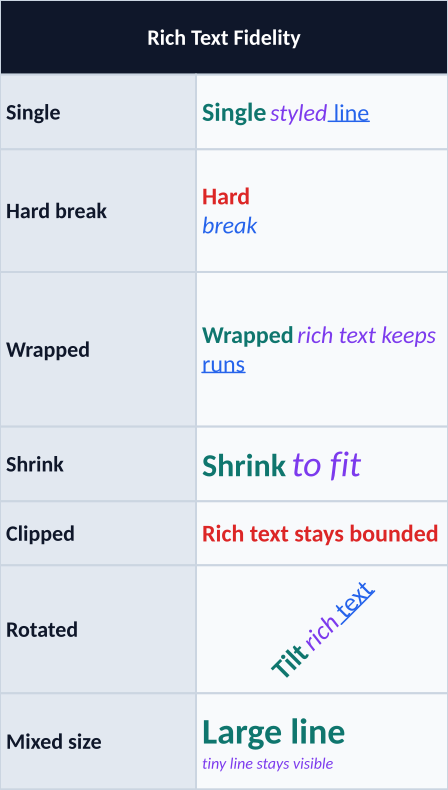 Rich Text Fidelity
Single
Single styled line
Hard break
Hard
break
Wrapped
Wrapped rich text keeps
runs
Shrink
Shrink to fit
Clipped
Rich text stays bounded
Rotated
Tilt rich text
Mixed size
Large line
tiny line stays visible